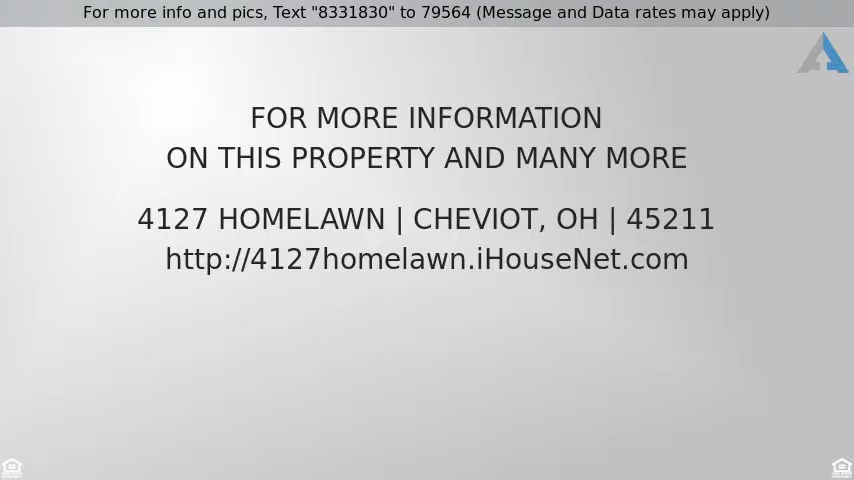 For more info and pics, Text "8331830" to 79564 (Message and Data rates may apply)
FOR MORE INFORMATION
ON THIS PROPERTY AND MANY MORE
4127 HOMELAWN | CHEVIOT, OH | 45211
http://4127homelawn.iHouseNet.com